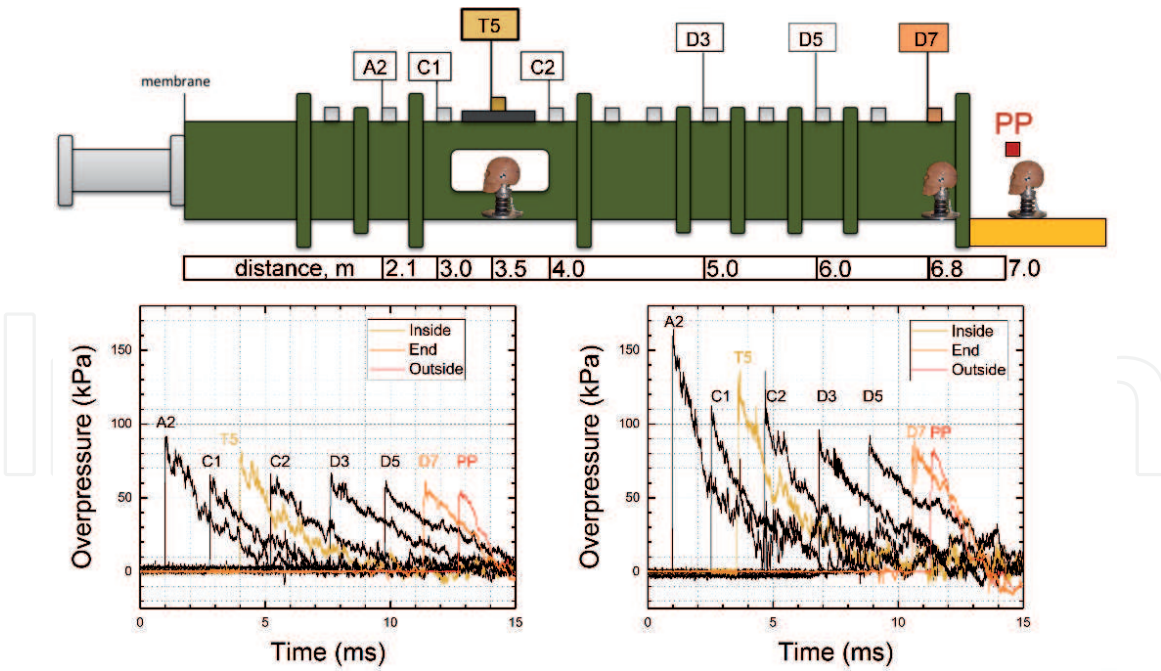 T5
A2 C1 C2 D3 D5 D7
membrane
PP
distance, m 2.1 3.0 3.5 4.0 5.0 6.0 6.8 7.0
Overpressure (kPa)
150
100
50
0
A2 C1 T5 C2 D3 D5 D7 PP
Inside
End
Outside
0 5 10 15
Time (ms)
Overpressure (kPa)
150
100
50
0
A2 C1 T5 C2 D3 D5 D7 PP
Inside
End
Outside
0 5 10 15
Time (ms)